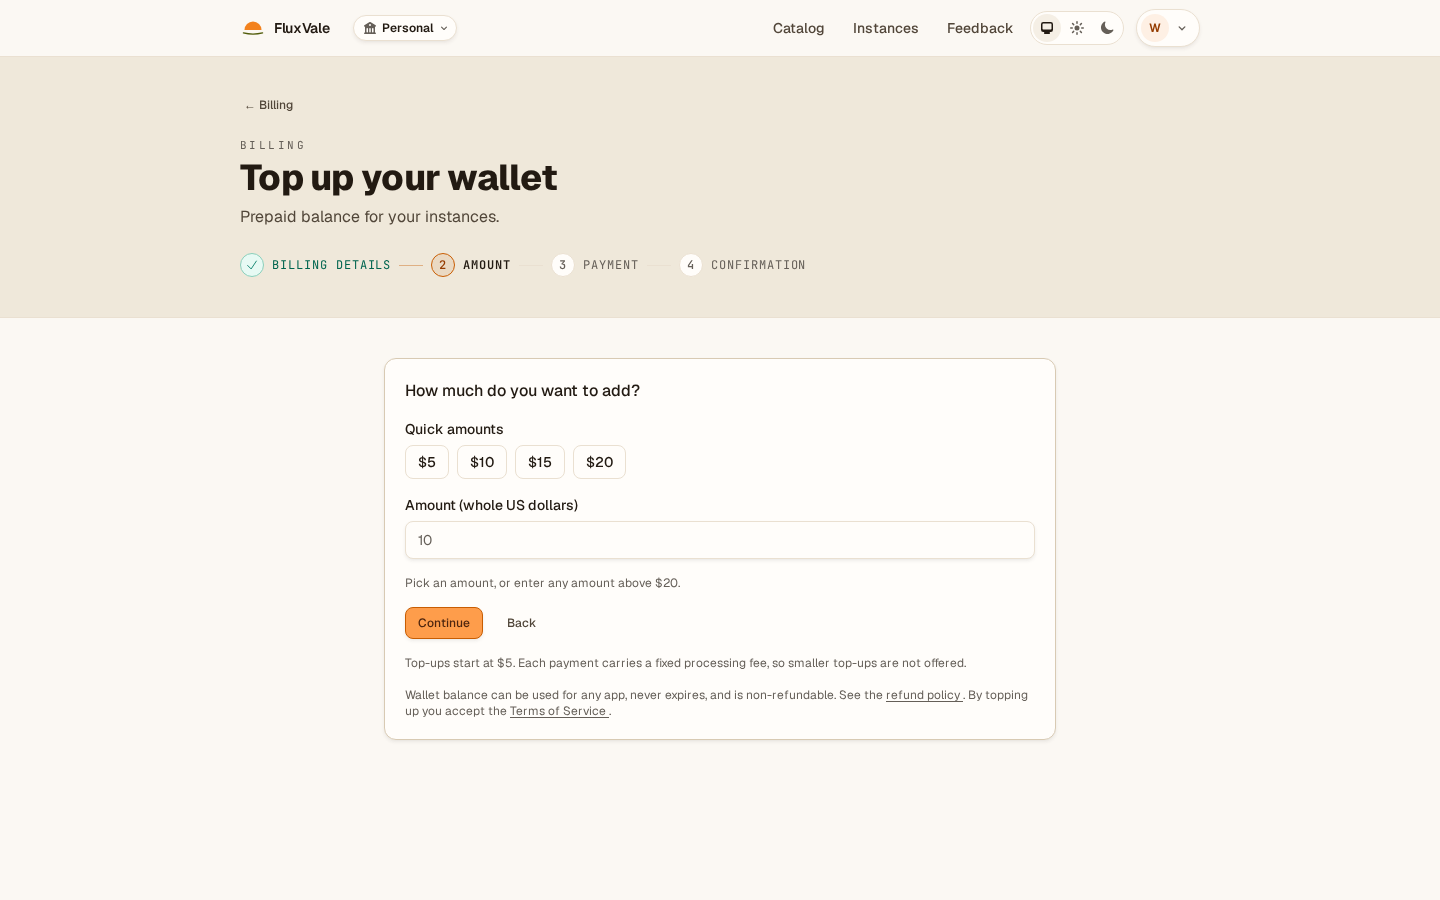 FluxVale
Personal
Catalog
Instances
Feedback
W
← Billing
BILLING
Top up your wallet
Prepaid balance for your instances.
BILLING DETAILS
2 AMOUNT
3 PAYMENT
4 CONFIRMATION
How much do you want to add?
Quick amounts
$5 $10 $15 $20
Amount (whole US dollars)
10
Pick an amount, or enter any amount above $20.
Continue Back
Top-ups start at $5. Each payment carries a fixed processing fee, so smaller top-ups are not offered.
Wallet balance can be used for any app, never expires, and is non-refundable. See the refund policy . By topping
up you accept the Terms of Service .